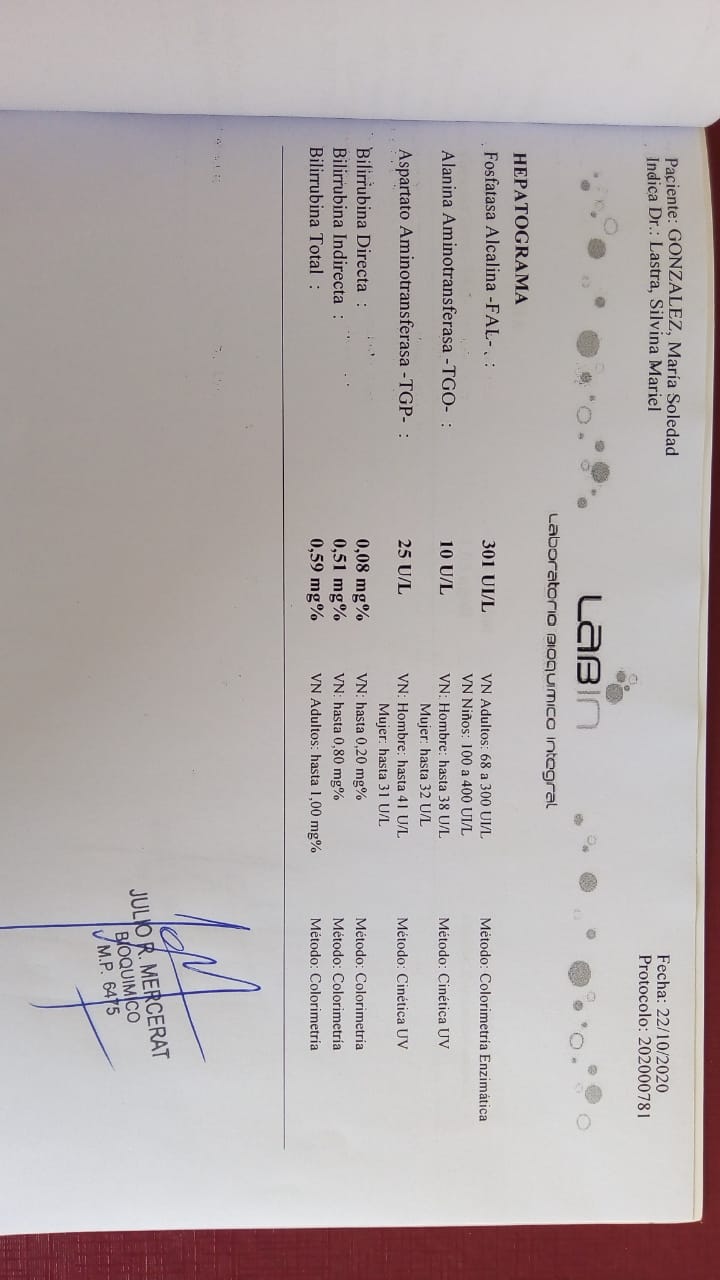 Paciente: GONZALEZ, María Soledad
Indica Dr.: Lastra, Silvina Mariel
Fecha: 22/10/2020
Protocolo: 202000781
LABIN
Laboratorio Bioquimico Integral
HEPATOGRAMA
Fosfatasa Alcalina -FAL- : 301 UI/L VN Adultos: 68 a 300 UI/L Método: Colorimetría Enzimática
VN Niños: 100 a 400 UI/L
Alanina Aminotransferasa -TGO- : 10 U/L VN: Hombre: hasta 38 U/L Método: Cinética UV
Mujer: hasta 32 U/L
Aspartato Aminotransferasa -TGP- : 25 U/L VN: Hombre: hasta 41 U/L Método: Cinética UV
Mujer: hasta 31 U/L
Bilirrubina Directa : 0,08 mg% VN: hasta 0,20 mg% Método: Colorimetría
Bilirrubina Indirecta : 0,51 mg% VN: hasta 0,80 mg% Método: Colorimetría
Bilirrubina Total : 0,59 mg% VN Adultos: hasta 1,00 mg% Método: Colorimetría
JULIO R. MERCERAT
BIOQUIMICO
M.P. 6475